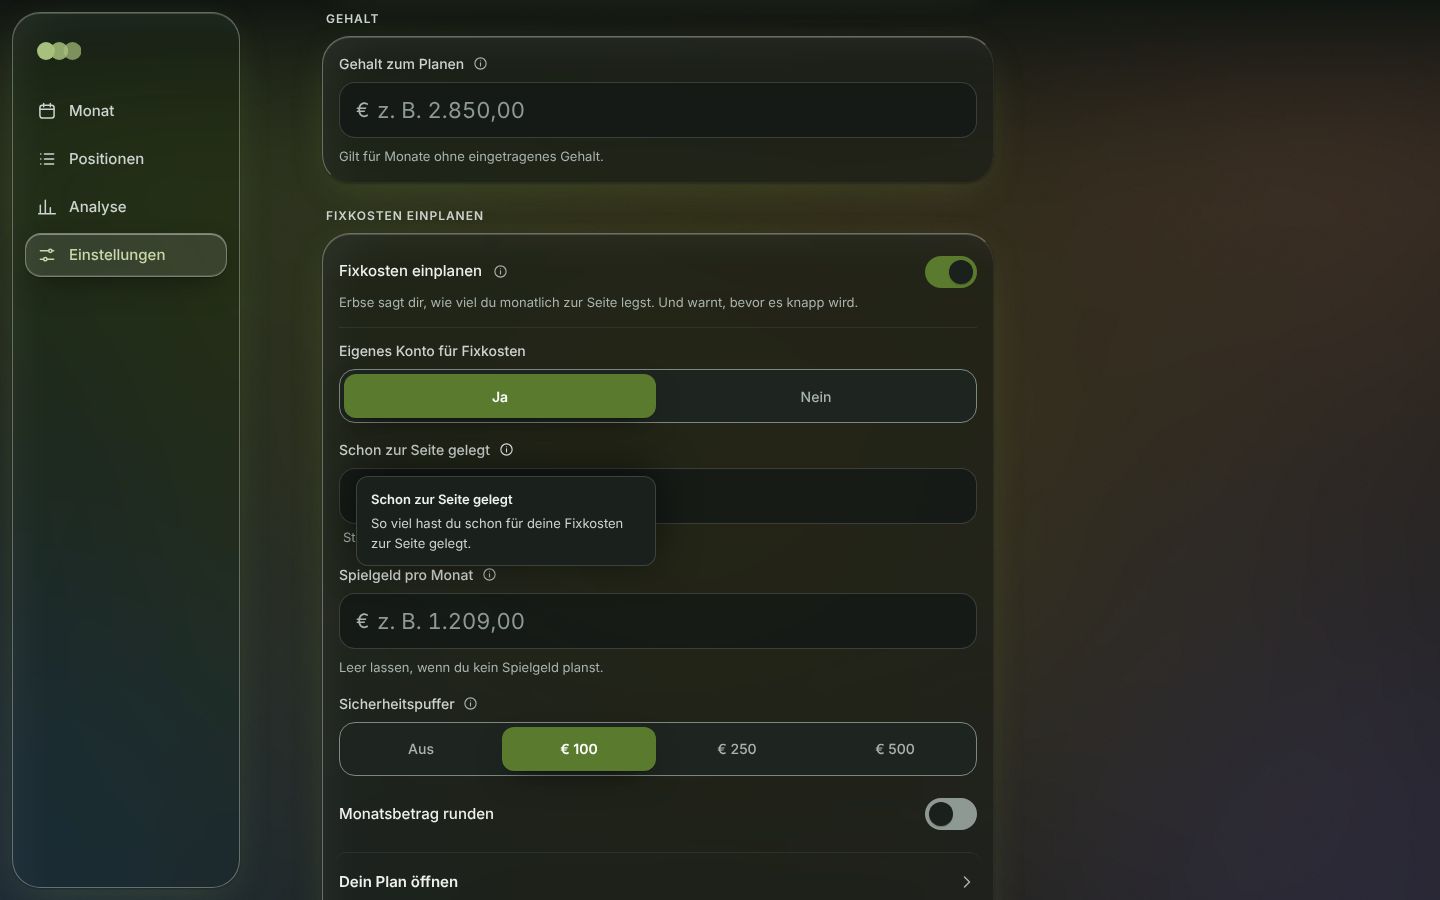 GEHALT
Gehalt zum Planen
€ z. B. 2.850,00
Gilt für Monate ohne eingetragenes Gehalt.
Monat
Positionen
Analyse
Einstellungen
FIXKOSTEN EINPLANEN
Fixkosten einplanen
Erbse sagt dir, wie viel du monatlich zur Seite legst. Und warnt, bevor es knapp wird.
Eigenes Konto für Fixkosten
Ja Nein
Schon zur Seite gelegt
Schon zur Seite gelegt
So viel hast du schon für deine Fixkosten
zur Seite gelegt.
Spielgeld pro Monat
€ z. B. 1.209,00
Leer lassen, wenn du kein Spielgeld planst.
Sicherheitspuffer
Aus € 100 € 250 € 500
Monatsbetrag runden
Dein Plan öffnen